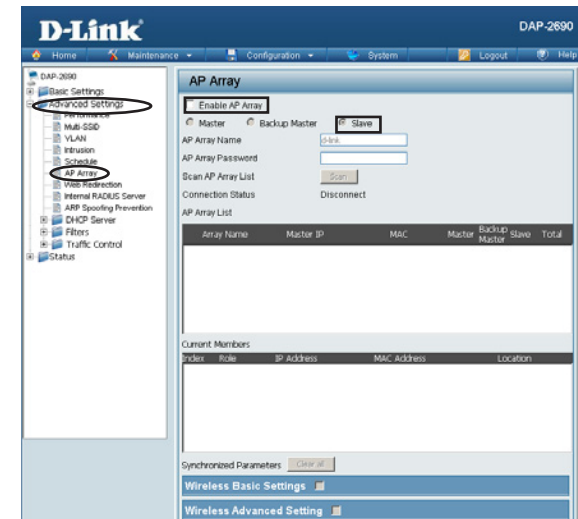 D-Link
DAP-2690
Home Maintenance Configuration System Logout Help
DAP-2690
Basic Settings
Advanced Settings
Performance
Multi-SSID
VLAN
Intrusion
Schedule
AP Array
Web Redirection
Internal RADIUS Server
ARP Spoofing Prevention
DHCP Server
Filters
Traffic Control
Status
AP Array
Enable AP Array
Master Backup Master Slave
AP Array Name d-link
AP Array Password
Scan AP Array List Scan
Connection Status Disconnect
AP Array List
Array Name Master IP MAC Master Backup Master Slave Total
Current Members
Index Role IP Address MAC Address Location
Synchronized Parameters Clear all
Wireless Basic Settings
Wireless Advanced Setting